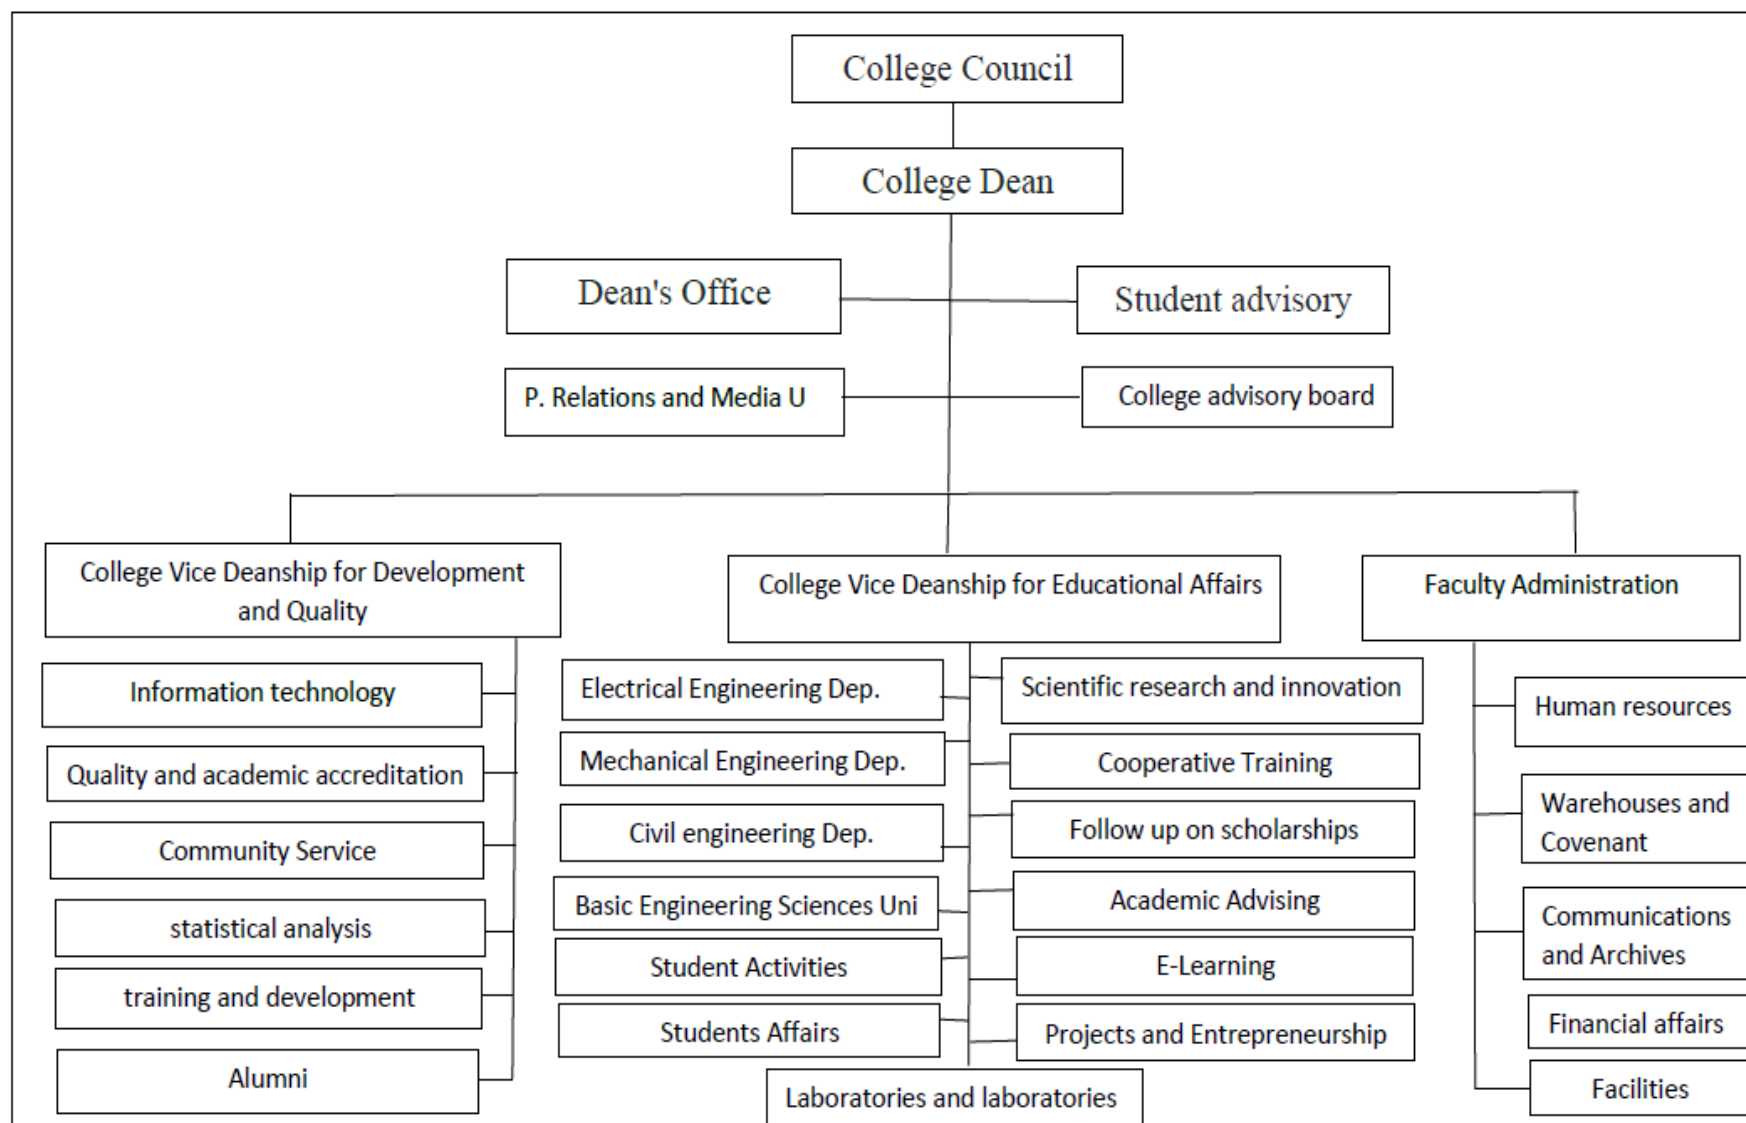 College Council
College Dean
Dean's Office
Student advisory
P. Relations and Media U
College advisory board
College Vice Deanship for Development
and Quality
College Vice Deanship for Educational Affairs
Faculty Administration
Information technology
Quality and academic accreditation
Community Service
statistical analysis
training and development
Alumni
Electrical Engineering Dep.
Mechanical Engineering Dep.
Civil engineering Dep.
Basic Engineering Sciences Uni
Student Activities
Students Affairs
Scientific research and innovation
Cooperative Training
Follow up on scholarships
Academic Advising
E-Learning
Projects and Entrepreneurship
Laboratories and laboratories
Human resources
Warehouses and
Covenant
Communications
and Archives
Financial affairs
Facilities